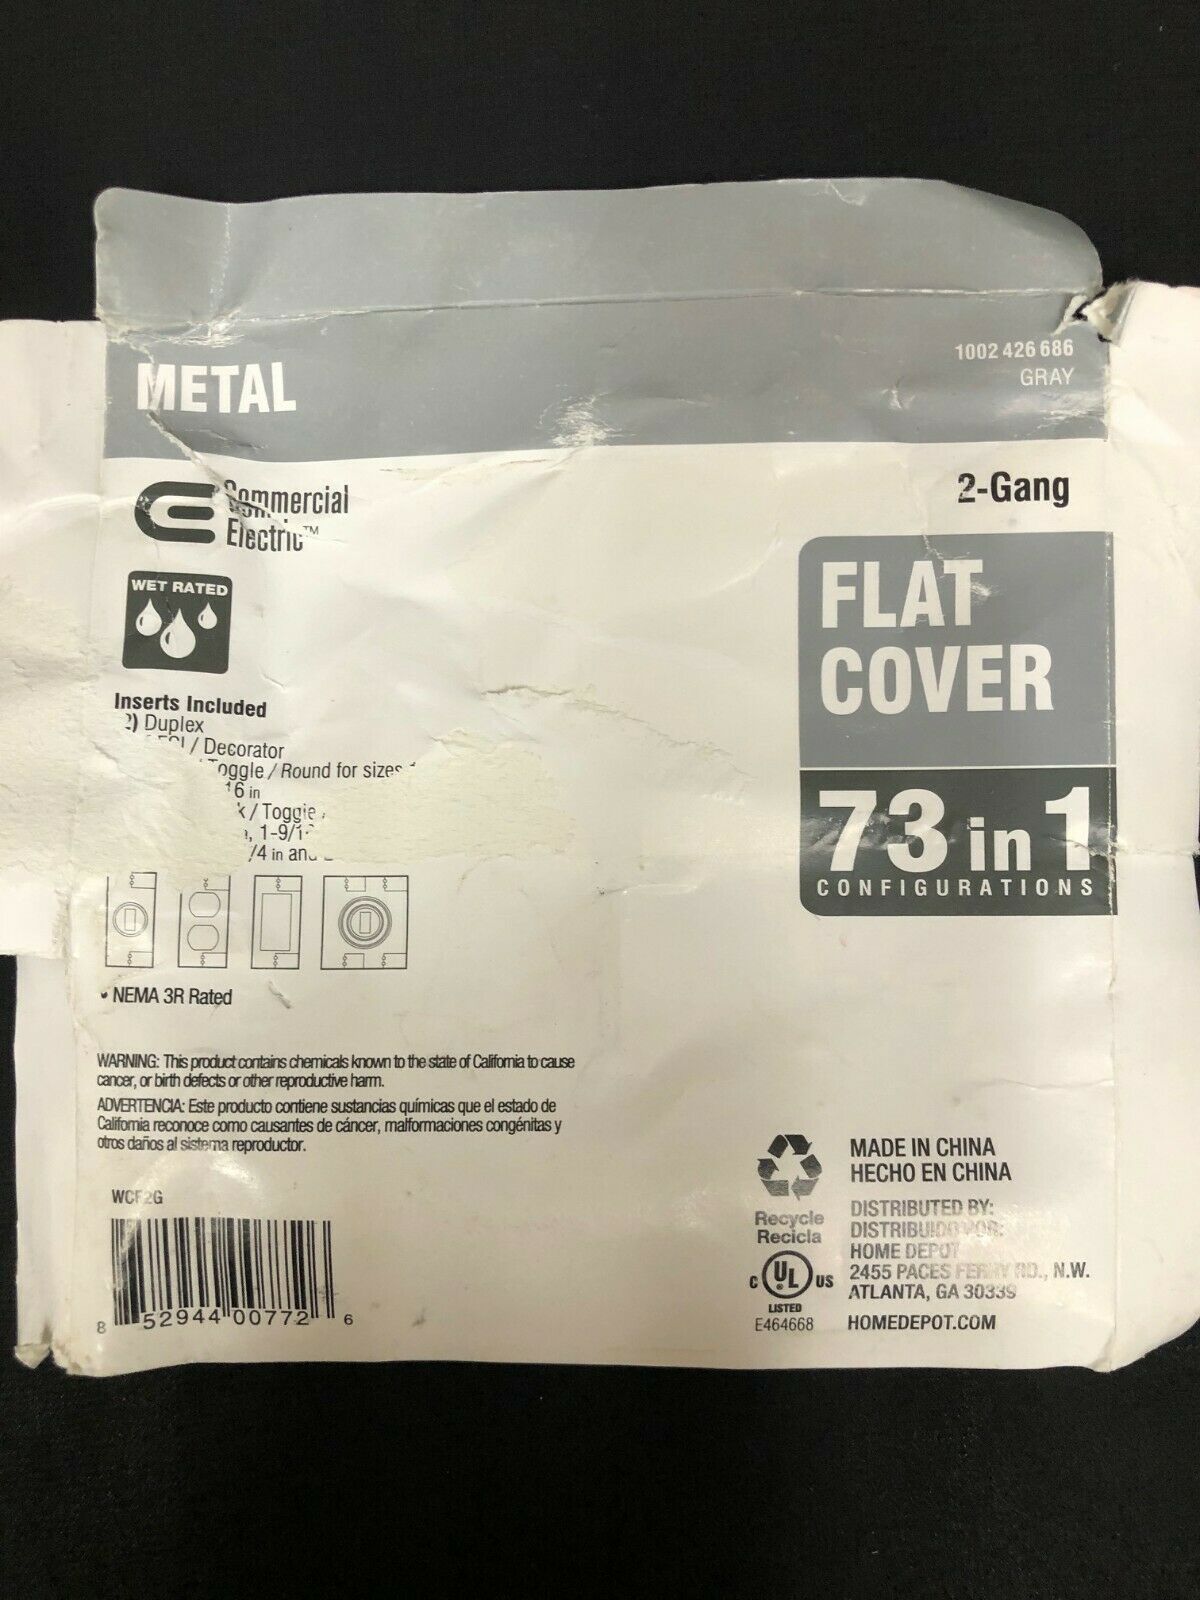 METAL
1002 426 686
GRAY
Commercial
Electric™
2-Gang
WET RATED
FLAT
COVER
73 in 1
CONFIGURATIONS
Inserts Included
2) Duplex
/ Decorator
Toggle / Round for sizes
16 in
/ Toggle
1-9/1
/4 in and
NEMA 3R Rated
WARNING: This product contains chemicals known to the state of California to cause
cancer, or birth defects or other reproductive harm.
ADVERTENCIA: Este producto contiene sustancias químicas que el estado de
California reconoce como causantes de cáncer, malformaciones congénitas y
otros daños al sistema reproductor.
WCF2G
8 52944 00772 6
Recycle
Recicla
C UL US
LISTED
E464668
MADE IN CHINA
HECHO EN CHINA
DISTRIBUTED BY:
DISTRIBUIDO POR:
HOME DEPOT
2455 PACES FERRY RD., N.W.
ATLANTA, GA 30339
HOMEDEPOT.COM